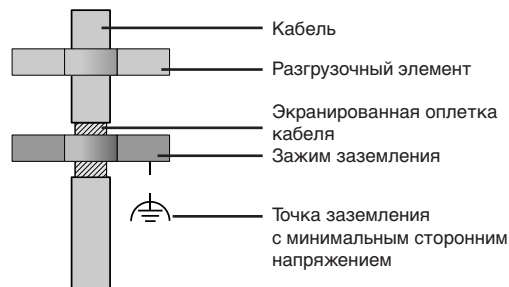 Кабель
Разгрузочный элемент
Экранированная оплетка
кабеля
Зажим заземления
Точка заземления
с минимальным сторонним
напряжением